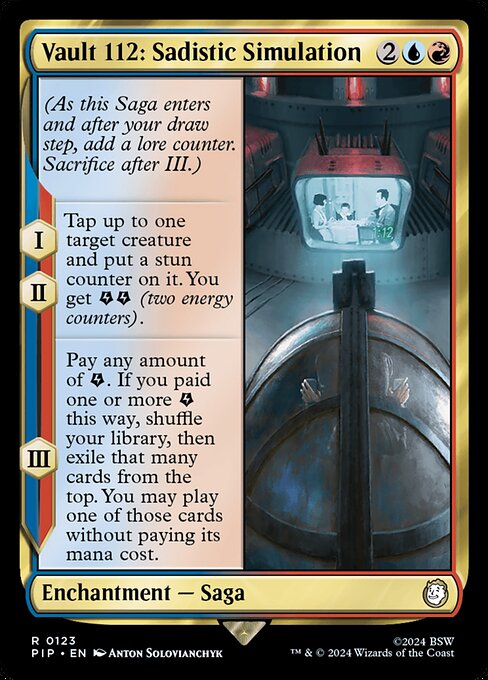 Vault 112: Sadistic Simulation 2
(As this Saga enters
and after your draw
step, add a lore counter.
Sacrifice after III.)
I
Tap up to one
target creature
and put a stun
counter on it. You
II
get (two energy
counters).
Pay any amount
of . If you paid
one or more
this way, shuffle
your library, then
III
exile that many
cards from the
top. You may play
one of those cards
without paying its
mana cost.
1:12
Enchantment — Saga
R 0123
PIP • EN Anton Solovianchyk
©2024 BSW
™ & © 2024 Wizards of the Coast